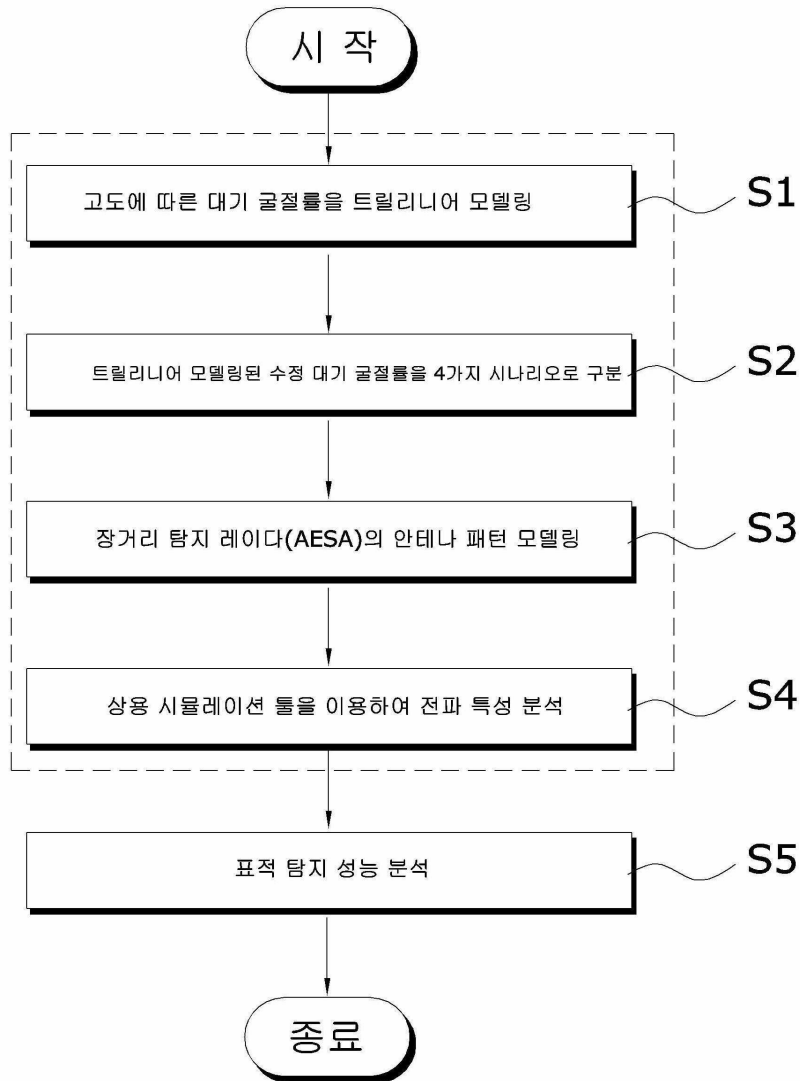 시 작
고도에 따른 대기 굴절률을 트릴리니어 모델링
S1
트릴리니어 모델링된 수정 대기 굴절률을 4가지 시나리오로 구분
S2
장거리 탐지 레이다(AESA)의 안테나 패턴 모델링
S3
상용 시뮬레이션 툴을 이용하여 전파 특성 분석
S4
표적 탐지 성능 분석
S5
종료